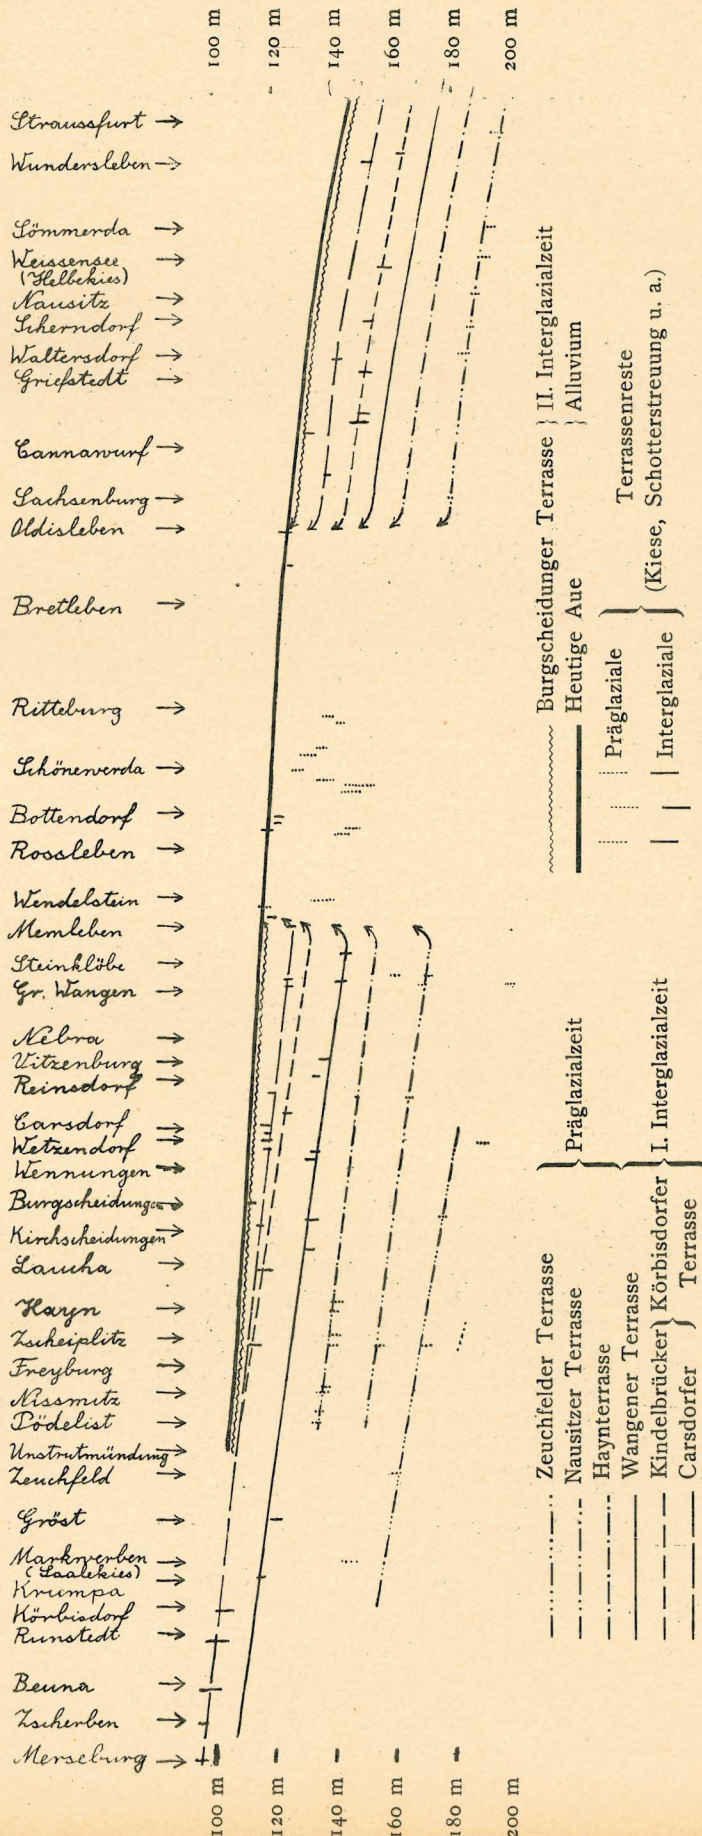 100 m
120 m
140 m
160 m
180 m
200 m
Straussfurt
Wundersleben
Sömmerda
Weissensee
(Helbekies)
Nausitz
Scherndorf
Waltersdorf
Griefstedt
Cannawurf
Sachsenburg
Oldisleben
Bretleben
Ritteburg
Schönewerda
Bottendorf
Rossleben
Wendelstein
Memleben
Steinklöbe
Gr. Wangen
Nebra
Vitzenburg
Reinsdorf
Carsdorf
Wetzendorf
Wennungen
Burgscheidungen
Kirchscheidungen
Laucha
Hayn
Zscheiplitz
Freyburg
Nissmitz
Pödelist
Unstrutmündung
Zeuchfeld
Gröst
Markwerben
(Saalekies)
Krumpa
Körbisdorf
Runstedt
Beuna
Zscherben
Merseburg
100 m
120 m
140 m
160 m
180 m
200 m
Zeuchfelder Terrasse
Nausitzer Terrasse
Haynterrasse
Präglazialzeit
Wangener Terrasse
Kindelbrücker } Körbisdorfer
Carsdorfer } Terrasse
I. Interglazialzeit
Burgscheidunger Terrasse } II. Interglazialzeit
Heutige Aue } Alluvium
Präglaziale
Interglaziale
Terrassenreste
(Kiese, Schotterstreuung u. a.)